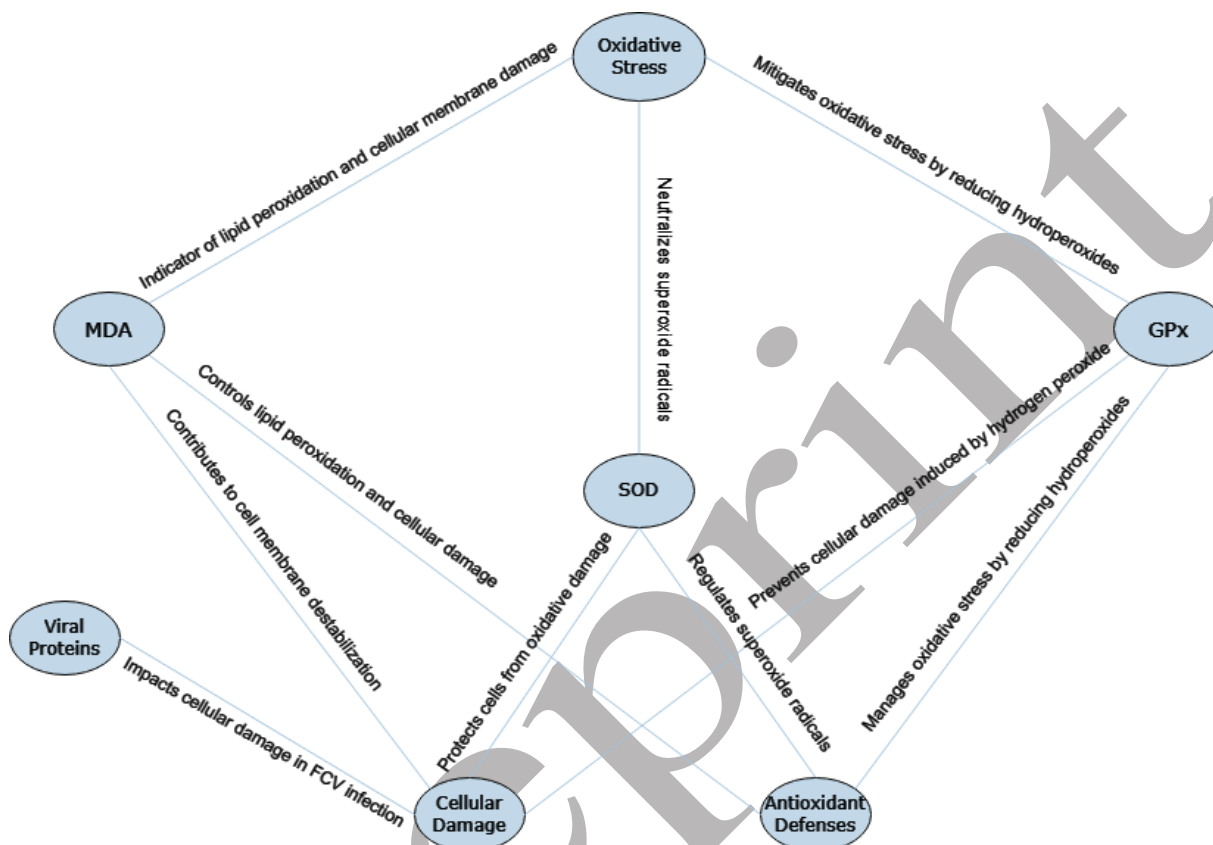 Oxidative
Stress
Indicator of lipid peroxidation and cellular membrane damage
Mitigates oxidative stress by reducing hydroperoxides
Neutralizes superoxide radicals
MDA
GPx
Controls lipid peroxidation and cellular damage
Contributes to cell membrane destabilization
SOD
Prevents cellular damage induced by hydrogen peroxide
Manages oxidative stress by reducing hydroperoxides
Protects cells from oxidative damage
Regulates superoxide radicals
Viral
Proteins
Impacts cellular damage in FCV infection
Cellular
Damage
Antioxidant
Defenses
eprint